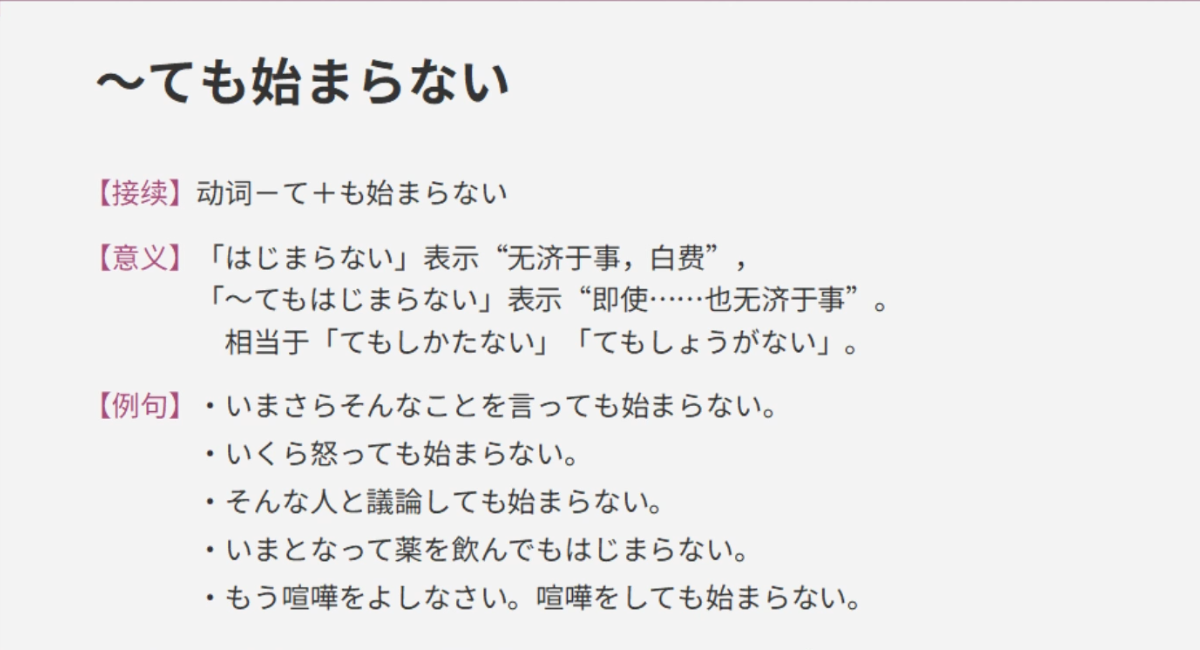 ～ても始まらない
【接续】动词－て＋も始まらない
【意义】「はじまらない」表示“无济于事，白费”，
「～てもはじまらない」表示“即使……也无济于事”。
相当于「てもしかたない」「てもしょうがない」。
【例句】・いまさらそんなことを言っても始まらない。
・いくら怒っても始まらない。
・そんな人と議論しても始まらない。
・いまとなって薬を飲んでもはじまらない。
・もう喧嘩をよしなさい。喧嘩をしても始まらない。